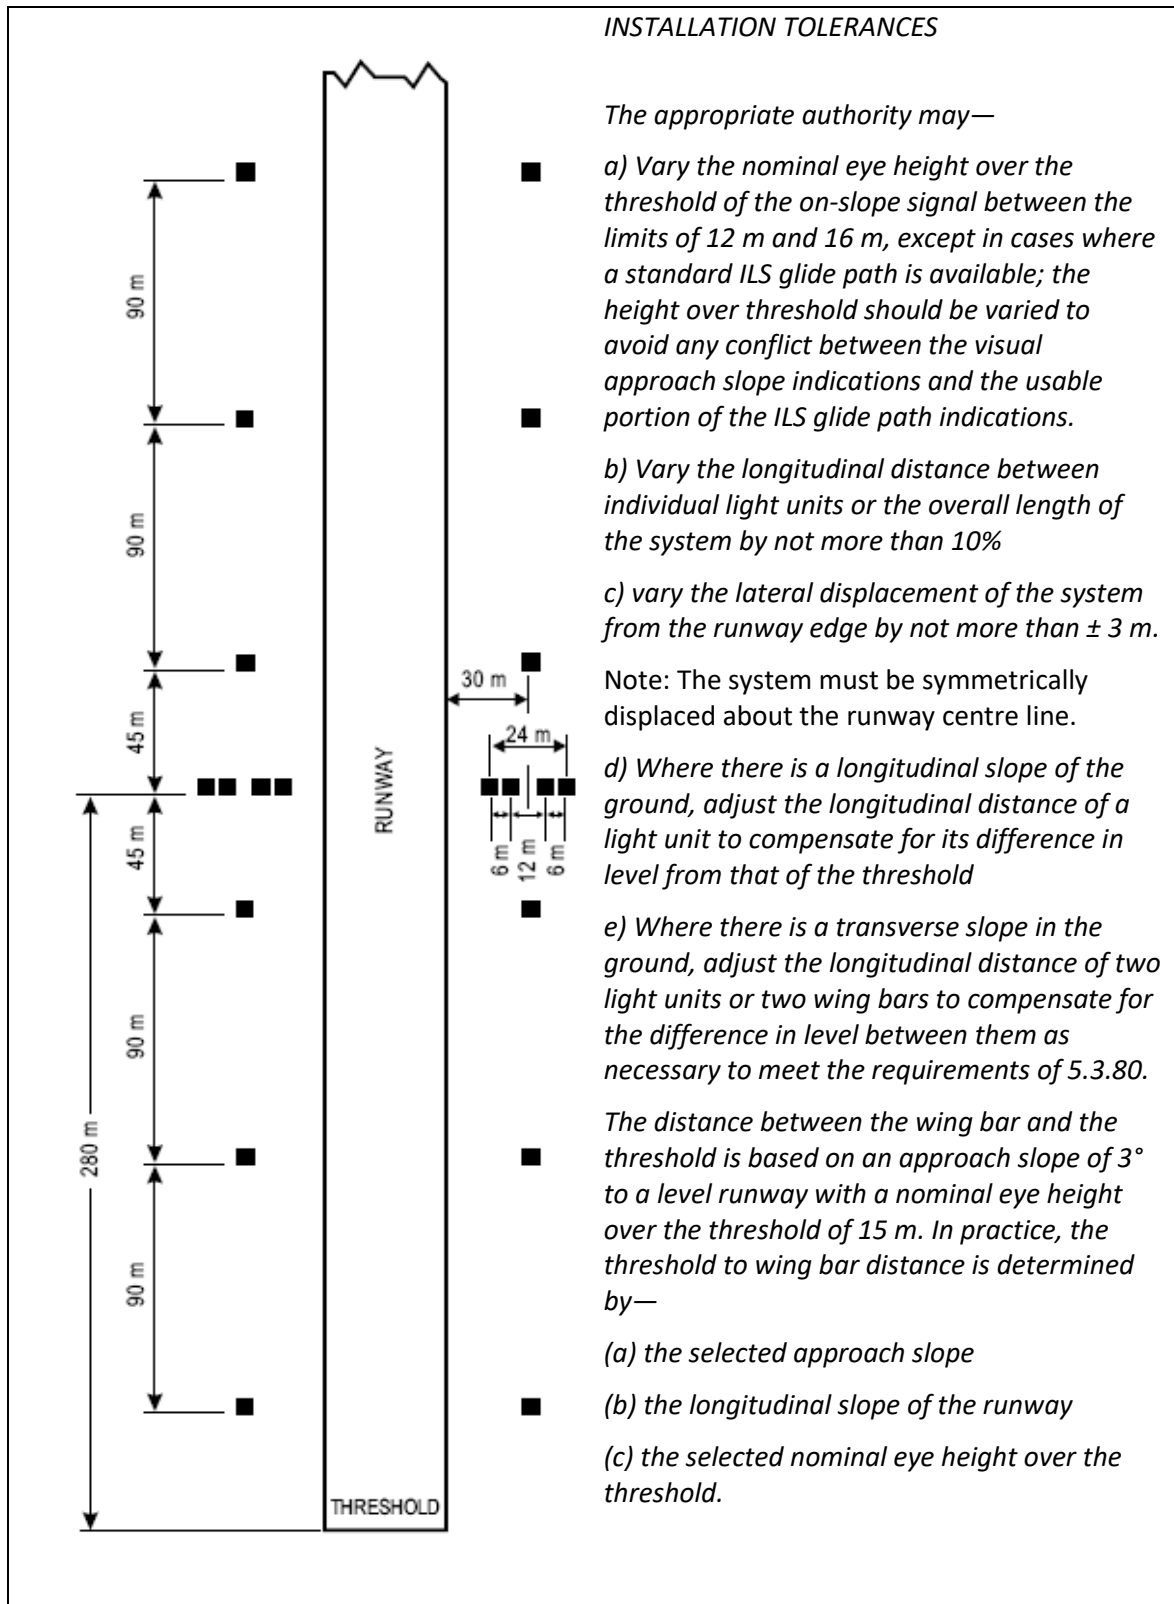 INSTALLATION TOLERANCES
The appropriate authority may—
a) Vary the nominal eye height over the
threshold of the on-slope signal between the
limits of 12 m and 16 m, except in cases where
a standard ILS glide path is available; the
height over threshold should be varied to
avoid any conflict between the visual
approach slope indications and the usable
portion of the ILS glide path indications.
b) Vary the longitudinal distance between
individual light units or the overall length of
the system by not more than 10%
c) vary the lateral displacement of the system
from the runway edge by not more than ± 3 m.
Note: The system must be symmetrically
displaced about the runway centre line.
d) Where there is a longitudinal slope of the
ground, adjust the longitudinal distance of a
light unit to compensate for its difference in
level from that of the threshold
e) Where there is a transverse slope in the
ground, adjust the longitudinal distance of two
light units or two wing bars to compensate for
the difference in level between them as
necessary to meet the requirements of 5.3.80.
The distance between the wing bar and the
threshold is based on an approach slope of 3°
to a level runway with a nominal eye height
over the threshold of 15 m. In practice, the
threshold to wing bar distance is determined
by—
(a) the selected approach slope
(b) the longitudinal slope of the runway
(c) the selected nominal eye height over the
threshold.
90 m
90 m
45 m
45 m
90 m
90 m
280 m
RUNWAY
30 m
24 m
6 m
12 m
6 m
THRESHOLD